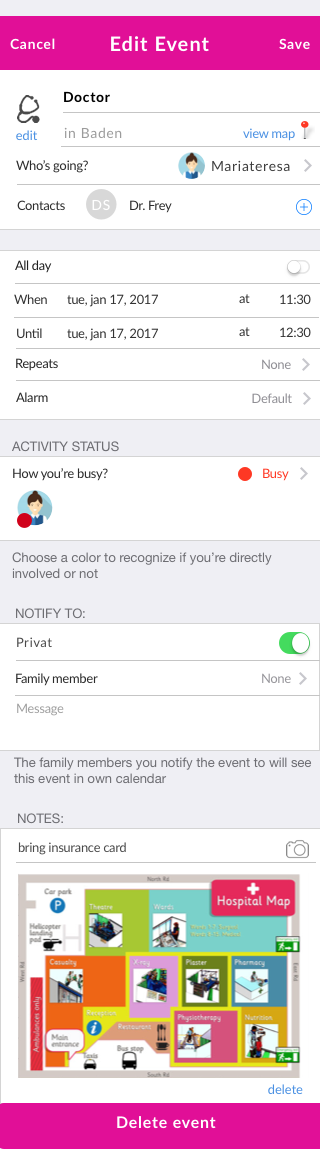 Cancel Edit Event Save
Doctor
edit in Baden view map
Who's going? Mariateresa
Contacts DS Dr. Frey
All day
When tue, jan 17, 2017 at 11:30
Until tue, jan 17, 2017 at 12:30
Repeats None
Alarm Default
ACTIVITY STATUS
How you're busy? Busy
Choose a color to recognize if you're directly
involved or not
NOTIFY TO:
Privat
Family member None
Message
The family members you notify the event to will see
this event in own calendar
NOTES:
bring insurance card
North Rd
Car park
P
Theatre
Wards
Hospital Map
Helicopter
landing
pad
H
West Rd
East Rd
Casualty
X-ray
Plaster
Pharmacy
Ambulances only
Reception
i
Restaurant
Physiotherapy
Nutrition
Main
entrance
Taxis
Bus stop
South Rd
delete
Delete event